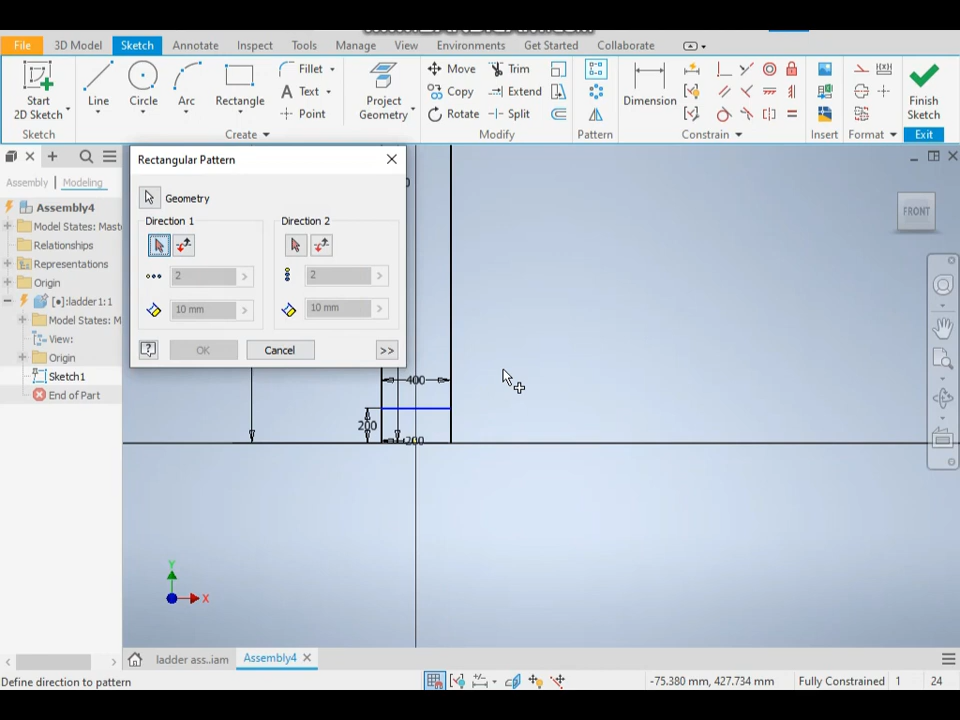 File 3D Model Sketch Annotate Inspect Tools Manage View Environments Get Started Collaborate
Start 2D Sketch
Line
Circle
Arc
Rectangle
Fillet
Text
Point
Project Geometry
Move
Copy
Rotate
Trim
Extend
Split
Dimension
Finish Sketch
Sketch Create Modify Pattern Constrain Insert Format Exit
Assembly Modeling
Assembly4
Model States: Mast
Relationships
Representations
Origin
[●]:ladder1:1
Model States: M
View:
Origin
Sketch1
End of Part
Rectangular Pattern
Geometry
Direction 1 Direction 2
2 2
10 mm 10 mm
OK Cancel >>
FRONT
400
200
200
Y
X
ladder ass..iam Assembly4
Define direction to pattern
-75.380 mm, 427.734 mm Fully Constrained 1 24